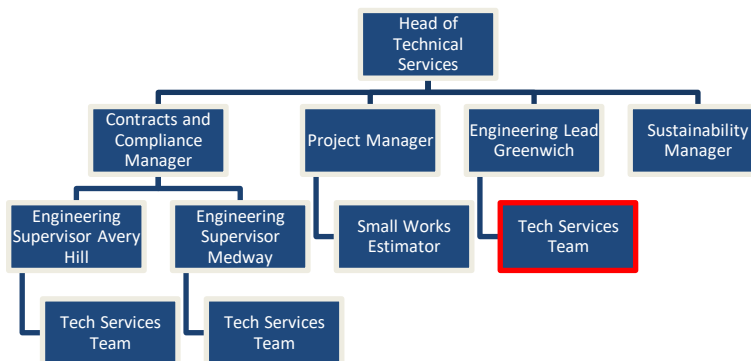 Head of
Technical
Services
Contracts and
Compliance
Manager
Project Manager
Engineering Lead
Greenwich
Sustainability
Manager
Engineering
Supervisor Avery
Hill
Engineering
Supervisor
Medway
Small Works
Estimator
Tech Services
Team
Tech Services
Team
Tech Services
Team